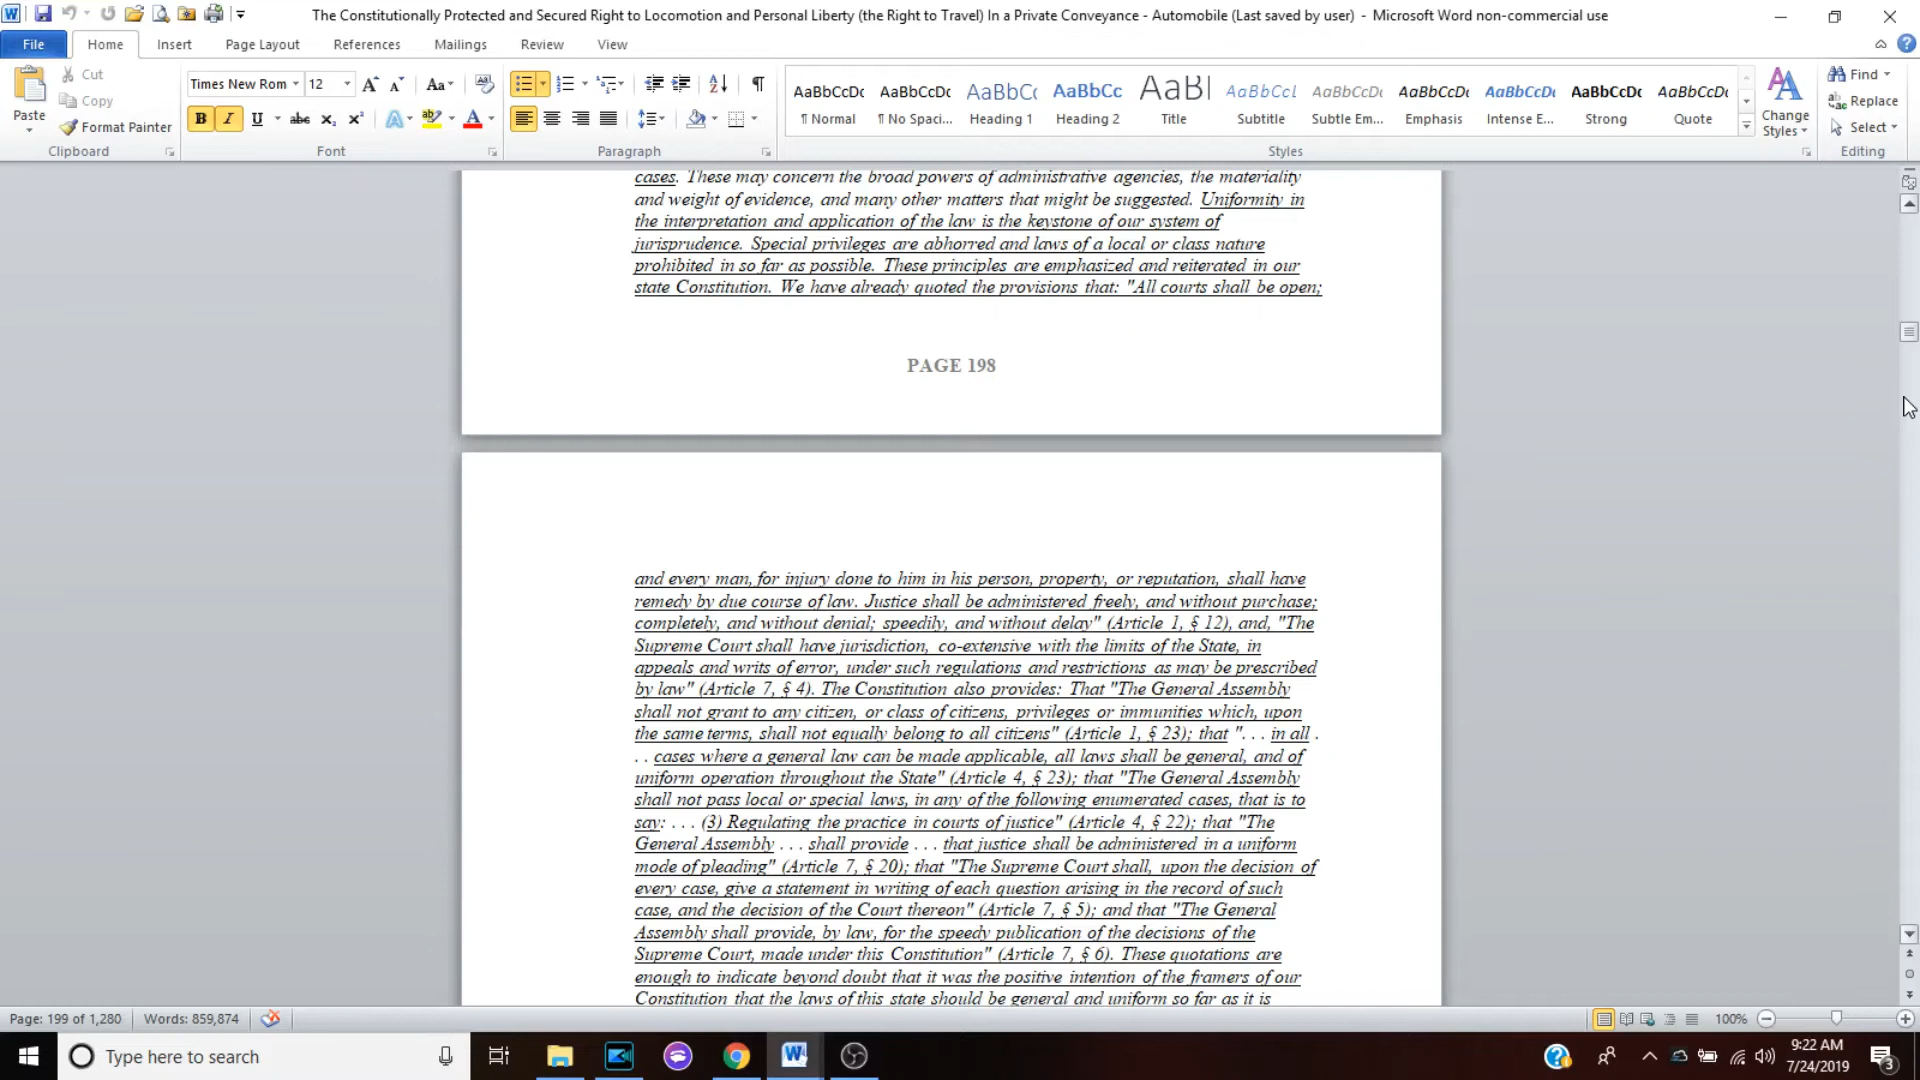 The Constitutionally Protected and Secured Right to Locomotion and Personal Liberty (the Right to Travel) In a Private Conveyance - Automobile (Last saved by user) - Microsoft Word non-commercial use
File Home Insert Page Layout References Mailings Review View
Paste
Cut
Copy
Format Painter
Clipboard
Times New Rom 12
Font
Paragraph
AaBbCcDc AaBbCcDc AaBbCc AaBbCc AaBl AaBbCcL AaBbCcDc AaBbCcDc AaBbCcDc AaBbCcDc AaBbCcDc
¶ Normal ¶ No Spaci... Heading 1 Heading 2 Title Subtitle Subtle Em... Emphasis Intense E... Strong Quote
Change Styles
Styles
Find
Replace
Select
Editing
cases. These may concern the broad powers of administrative agencies, the materiality
and weight of evidence, and many other matters that might be suggested. Uniformity in
the interpretation and application of the law is the keystone of our system of
jurisprudence. Special privileges are abhorred and laws of a local or class nature
prohibited in so far as possible. These principles are emphasized and reiterated in our
state Constitution. We have already quoted the provisions that: "All courts shall be open;
PAGE 198
and every man, for injury done to him in his person, property, or reputation, shall have
remedy by due course of law. Justice shall be administered freely, and without purchase;
completely, and without denial; speedily, and without delay" (Article 1, § 12), and, "The
Supreme Court shall have jurisdiction, co-extensive with the limits of the State, in
appeals and writs of error, under such regulations and restrictions as may be prescribed
by law" (Article 7, § 4). The Constitution also provides: That "The General Assembly
shall not grant to any citizen, or class of citizens, privileges or immunities which, upon
the same terms, shall not equally belong to all citizens" (Article 1, § 23); that ". . . in all .
. . cases where a general law can be made applicable, all laws shall be general, and of
uniform operation throughout the State" (Article 4, § 23); that "The General Assembly
shall not pass local or special laws, in any of the following enumerated cases, that is to
say: . . . (3) Regulating the practice in courts of justice" (Article 4, § 22); that "The
General Assembly . . . shall provide . . . that justice shall be administered in a uniform
mode of pleading" (Article 7, § 20); that "The Supreme Court shall, upon the decision of
every case, give a statement in writing of each question arising in the record of such
case, and the decision of the Court thereon" (Article 7, § 5); and that "The General
Assembly shall provide, by law, for the speedy publication of the decisions of the
Supreme Court, made under this Constitution" (Article 7, § 6). These quotations are
enough to indicate beyond doubt that it was the positive intention of the framers of our
Constitution that the laws of this state should be general and uniform so far as it is
Page: 199 of 1,280 Words: 859,874 100%
Type here to search
9:22 AM
7/24/2019
3